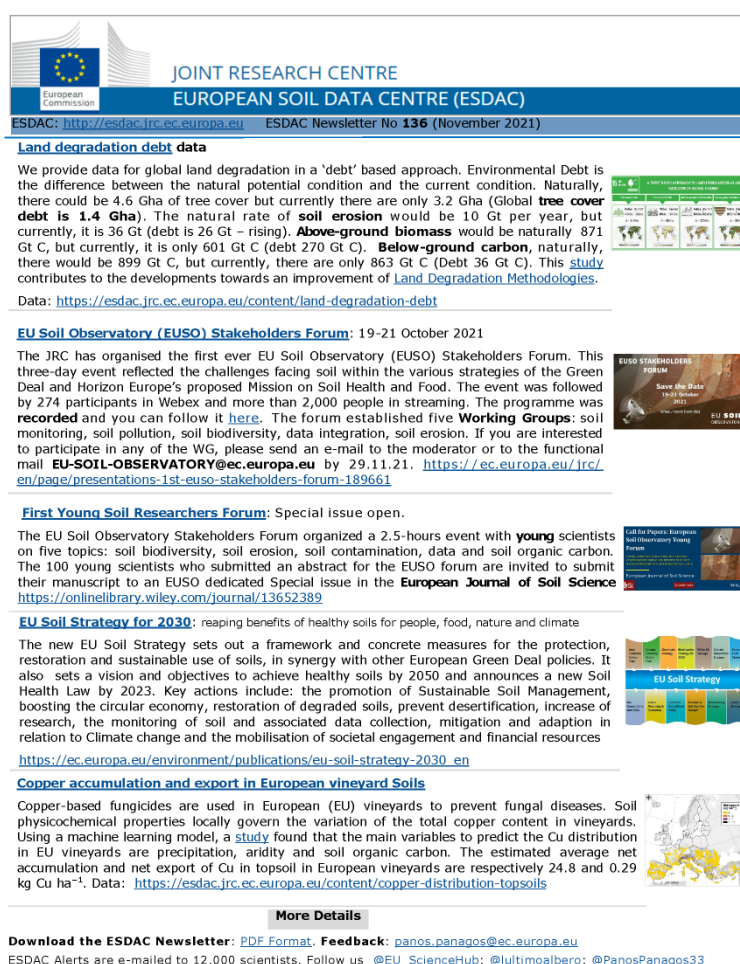 European
Commission
JOINT RESEARCH CENTRE
EUROPEAN SOIL DATA CENTRE (ESDAC)
ESDAC: http://esdac.jrc.ec.europa.eu ESDAC Newsletter No 136 (November 2021)
Land degradation debt data
We provide data for global land degradation in a 'debt' based approach. Environmental Debt is
the difference between the natural potential condition and the current condition. Naturally,
there could be 4.6 Gha of tree cover but currently there are only 3.2 Gha (Global tree cover
debt is 1.4 Gha). The natural rate of soil erosion would be 10 Gt per year, but
currently, it is 36 Gt (debt is 26 Gt – rising). Above-ground biomass would be naturally 871
Gt C, but currently, it is only 601 Gt C (debt 270 Gt C). Below-ground carbon, naturally,
there would be 899 Gt C, but currently, there are only 863 Gt C (Debt 36 Gt C). This study
contributes to the developments towards an improvement of Land Degradation Methodologies.
Data: https://esdac.jrc.ec.europa.eu/content/land-degradation-debt
EU Soil Observatory (EUSO) Stakeholders Forum: 19-21 October 2021
The JRC has organised the first ever EU Soil Observatory (EUSO) Stakeholders Forum. This
three-day event reflected the challenges facing soil within the various strategies of the Green
Deal and Horizon Europe's proposed Mission on Soil Health and Food. The event was followed
by 274 participants in Webex and more than 2,000 people in streaming. The programme was
recorded and you can follow it here. The forum established five Working Groups: soil
monitoring, soil pollution, soil biodiversity, data integration, soil erosion. If you are interested
to participate in any of the WG, please send an e-mail to the moderator or to the functional
mail EU-SOIL-OBSERVATORY@ec.europa.eu by 29.11.21. https://ec.europa.eu/jrc/
en/page/presentations-1st-euso-stakeholders-forum-189661
EUSO STAKEHOLDERS
FORUM
Save the Date
19-21 October
2021
EU SOIL
First Young Soil Researchers Forum: Special issue open.
The EU Soil Observatory Stakeholders Forum organized a 2.5-hours event with young scientists
on five topics: soil biodiversity, soil erosion, soil contamination, data and soil organic carbon.
The 100 young scientists who submitted an abstract for the EUSO forum are invited to submit
their manuscript to an EUSO dedicated Special issue in the European Journal of Soil Science
https://onlinelibrary.wiley.com/journal/13652389
Call for Papers: European
Soil Observatory Young
Forum
European Journal of Soil Science
EU Soil Strategy for 2030: reaping benefits of healthy soils for people, food, nature and climate
The new EU Soil Strategy sets out a framework and concrete measures for the protection,
restoration and sustainable use of soils, in synergy with other European Green Deal policies. It
also sets a vision and objectives to achieve healthy soils by 2050 and announces a new Soil
Health Law by 2023. Key actions include: the promotion of Sustainable Soil Management,
boosting the circular economy, restoration of degraded soils, prevent desertification, increase of
research, the monitoring of soil and associated data collection, mitigation and adaption in
relation to Climate change and the mobilisation of societal engagement and financial resources
https://ec.europa.eu/environment/publications/eu-soil-strategy-2030_en
EU Soil Strategy
Copper accumulation and export in European vineyard Soils
Copper-based fungicides are used in European (EU) vineyards to prevent fungal diseases. Soil
physicochemical properties locally govern the variation of the total copper content in vineyards.
Using a machine learning model, a study found that the main variables to predict the Cu distribution
in EU vineyards are precipitation, aridity and soil organic carbon. The estimated average net
accumulation and net export of Cu in topsoil in European vineyards are respectively 24.8 and 0.29
kg Cu ha⁻¹. Data: https://esdac.jrc.ec.europa.eu/content/copper-distribution-topsoils
More Details
Download the ESDAC Newsletter: PDF Format. Feedback: panos.panagos@ec.europa.eu
ESDAC Alerts are e-mailed to 12,000 scientists. Follow us @EU_ScienceHub; @lultimoalbero; @PanosPanagos33